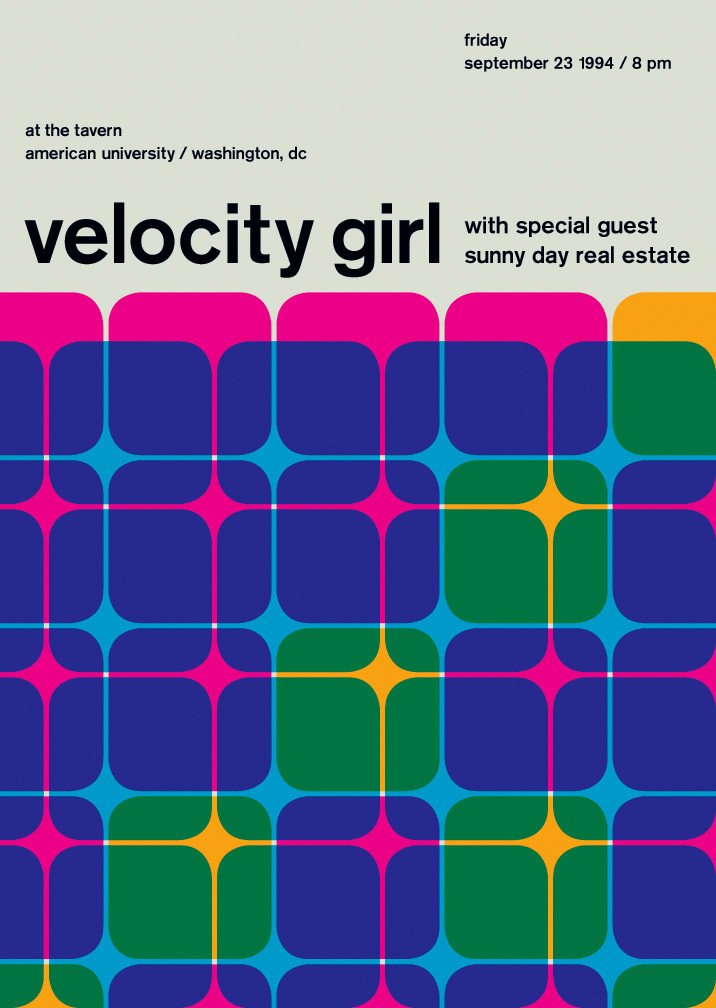 friday
september 23 1994 / 8 pm
at the tavern
american university / washington, dc
velocity girl
with special guest
sunny day real estate